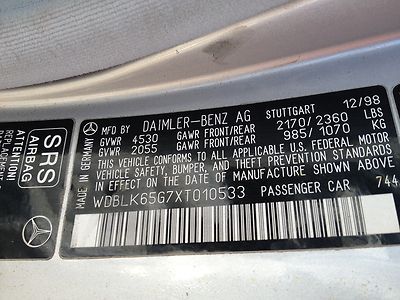 MFD BY DAIMLER-BENZ AG STUTTGART 12/98
GVWR 4530 GAWR FRONT/REAR 2170/2360 LBS
GVWR 2055 GAWR FRONT/REAR 985/1070 KG
THIS VEHICLE CONFORMS TO ALL APPLICABLE U.S. FEDERAL MOTOR
VEHICLE SAFETY, BUMPER, AND THEFT STANDARDS
IN EFFECT ON THE DATE OF MANUFACTURE SHOWN ABOVE
WDBLK65G7XT010533 PASSENGER CAR 744
MADE IN GERMANY
SRS
AIRBAG
ATTENTION:
REPLACEMENT